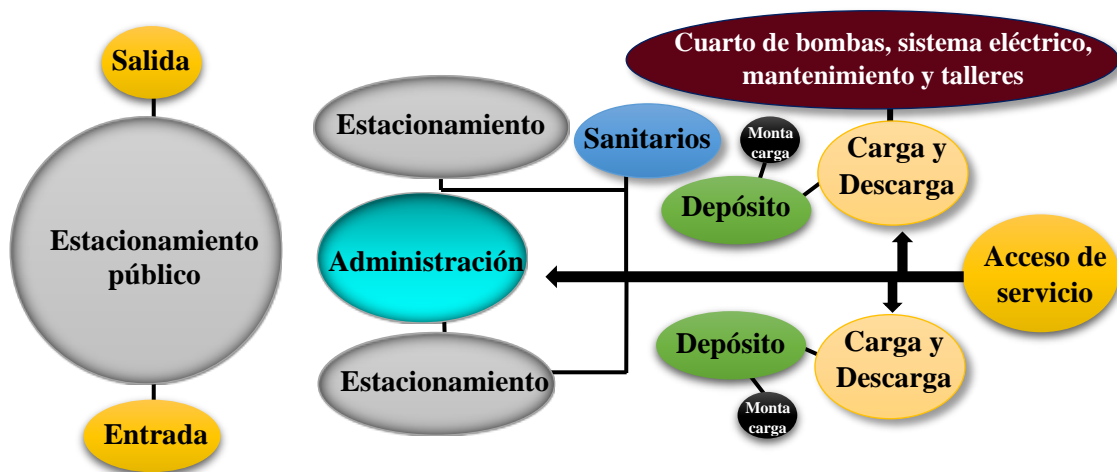 Salida
Estacionamiento
público
Entrada
Estacionamiento
Administración
Estacionamiento
Sanitarios
Cuarto de bombas, sistema eléctrico,
mantenimiento y talleres
Monta
carga
Depósito
Carga y
Descarga
Acceso de
servicio
Depósito
Carga y
Descarga
Monta
carga